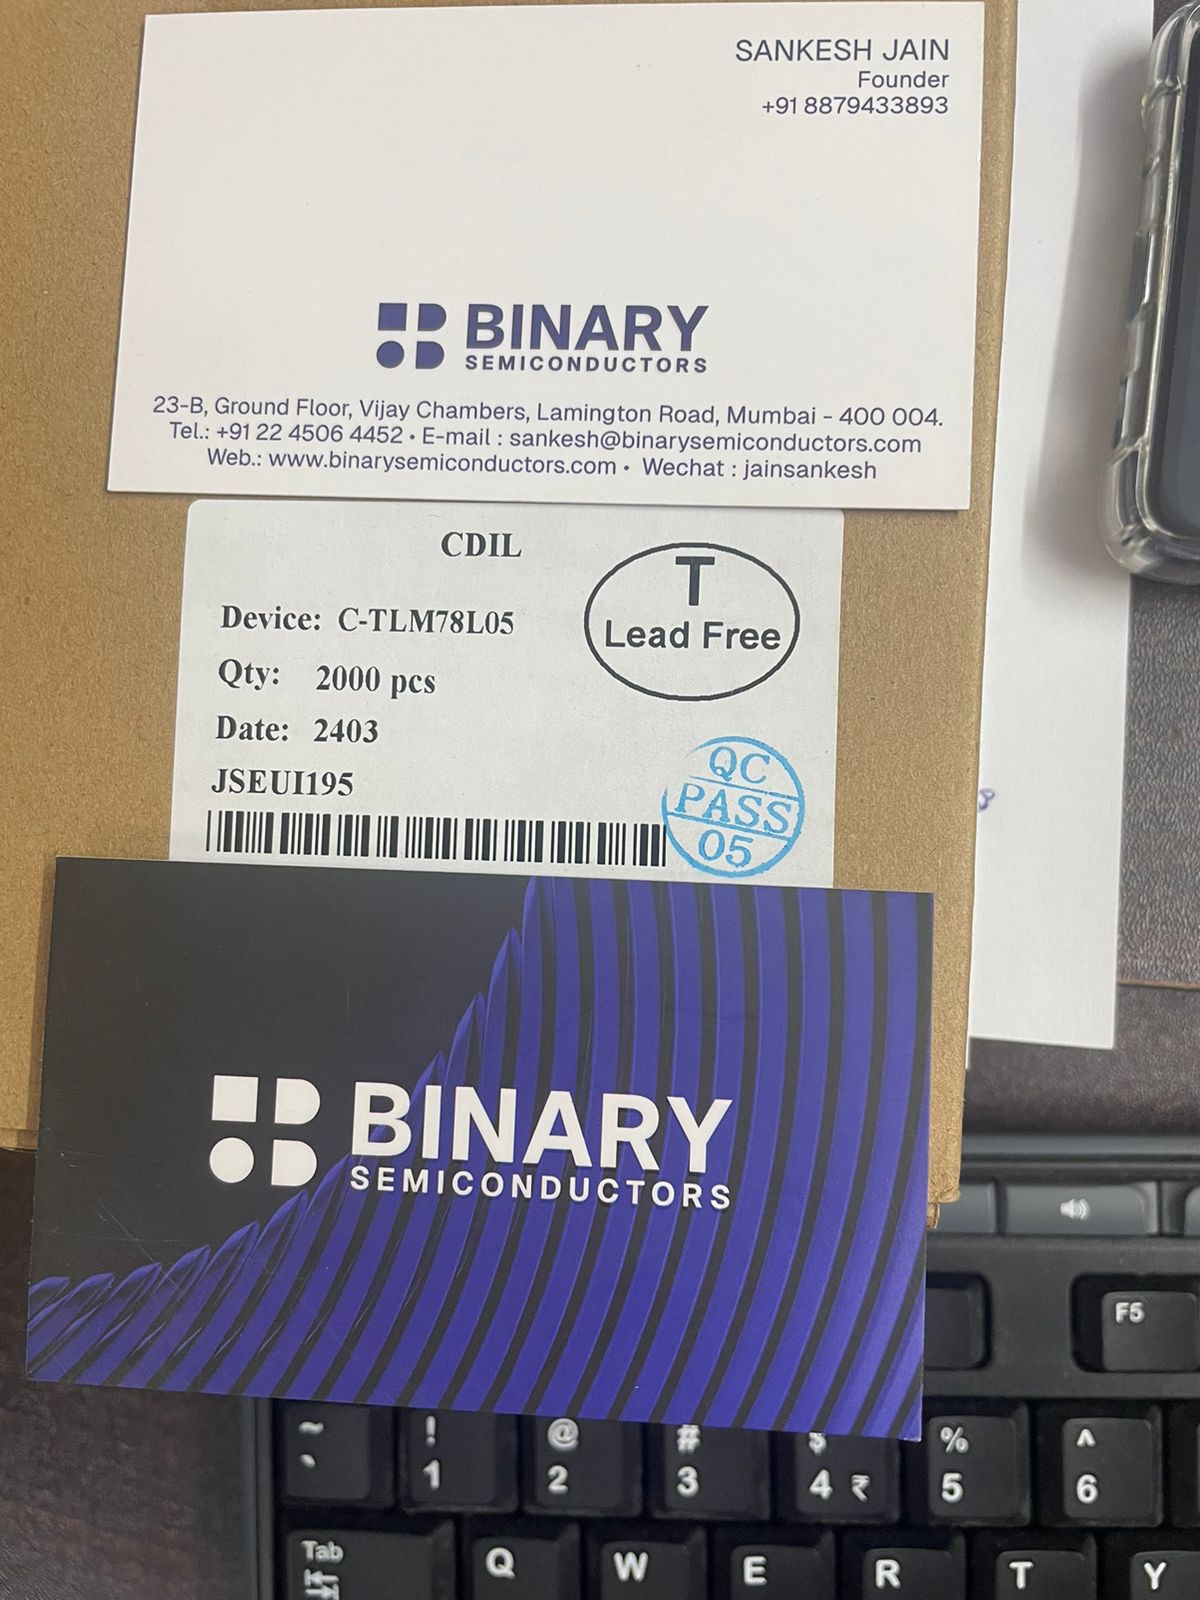 SANKESH JAIN
Founder
+91 8879433893
BINARY
SEMICONDUCTORS
23-B, Ground Floor, Vijay Chambers, Lamington Road, Mumbai - 400 004.
Tel.: +91 22 4506 4452 • E-mail : sankesh@binarysemiconductors.com
Web.: www.binarysemiconductors.com • Wechat : jainsankesh
CDIL
T
Lead Free
Device: C-TLM78L05
Qty: 2000 pcs
Date: 2403
JSEUI195
QC
PASS
05
BINARY
SEMICONDUCTORS
F5
~ ! @ # $ % ^
` 1 2 3 4 ₹ 5 6
Tab Q W E R T Y